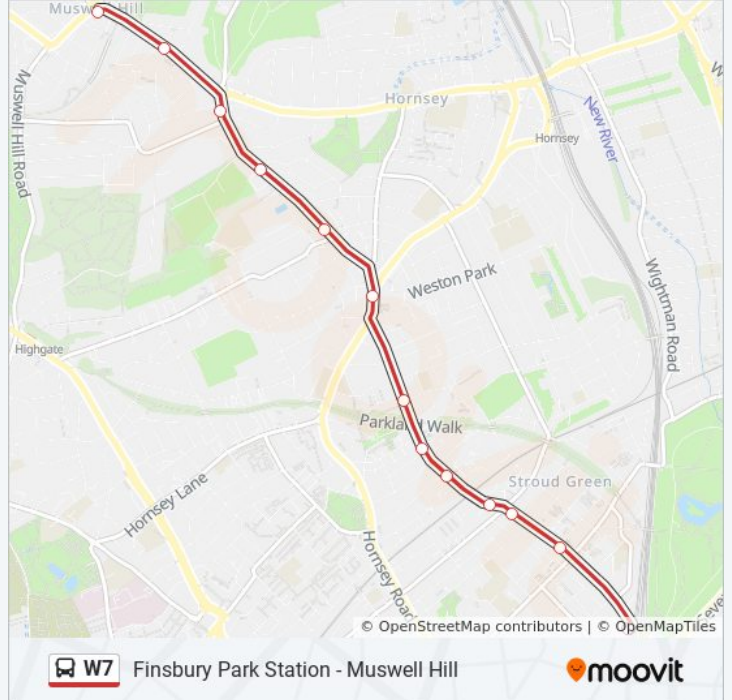 Muswell Hill
Muswell Hill Road
Hornsey
Hornsey
New River
Weston Park
Wightman Road
Highgate
Parkland Walk
Stroud Green
Hornsey Lane
Hornsey Road
© OpenStreetMap contributors | © OpenMapTiles
W7 Finsbury Park Station - Muswell Hill
moovit